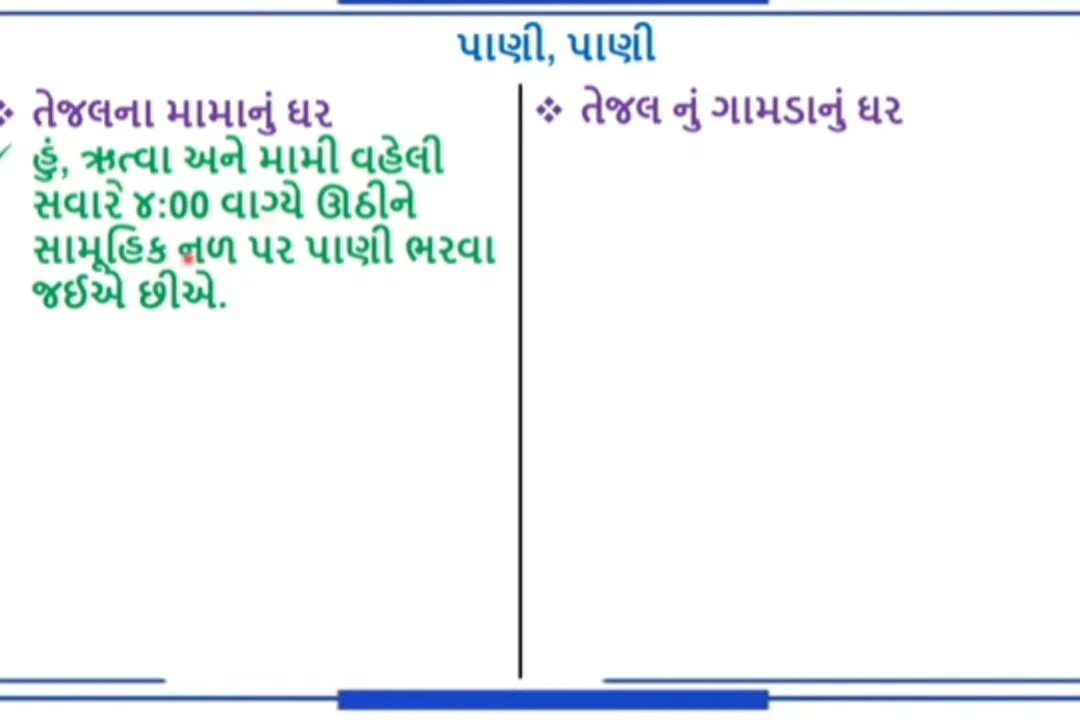 પાણી, પાણી
❖ તેજલના મામાનું ઘર
✓ હું, ઋત્વા અને મામી વહેલી
સવારે ૪:00 વાગ્યે ઊઠીને
સામૂહિક નળ પર પાણી ભરવા
જઈએ છીએ.
❖ તેજલ નું ગામડાનું ઘર